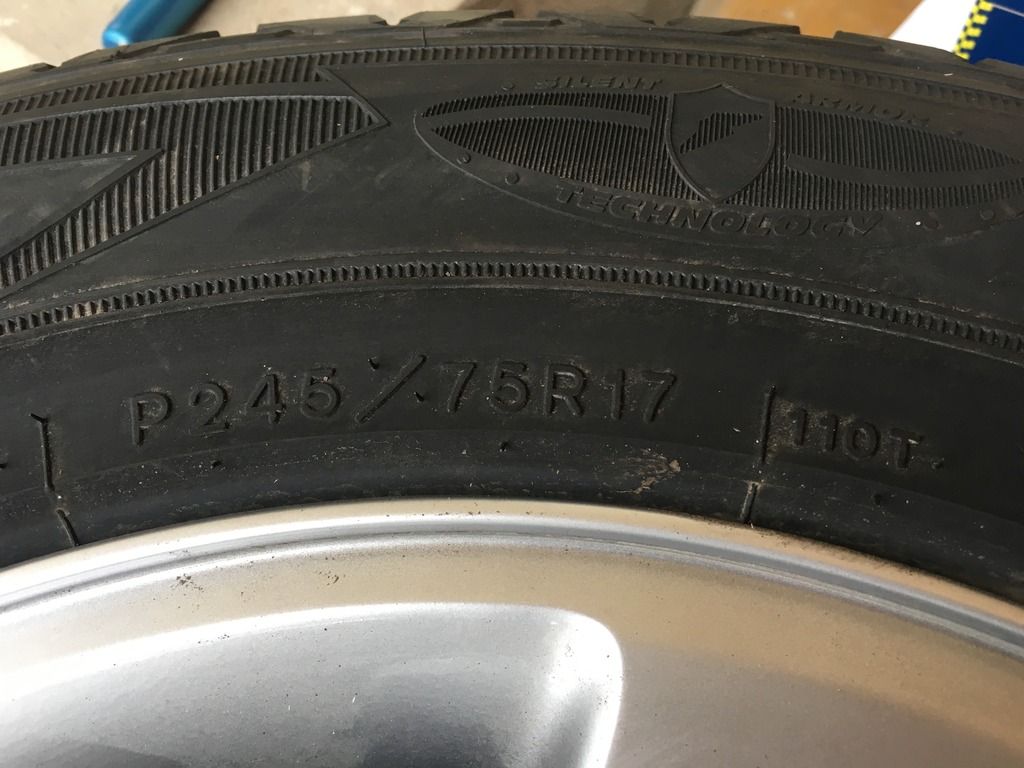 SILENT ARMOR
TECHNOLOGY
P245/75R17 110T